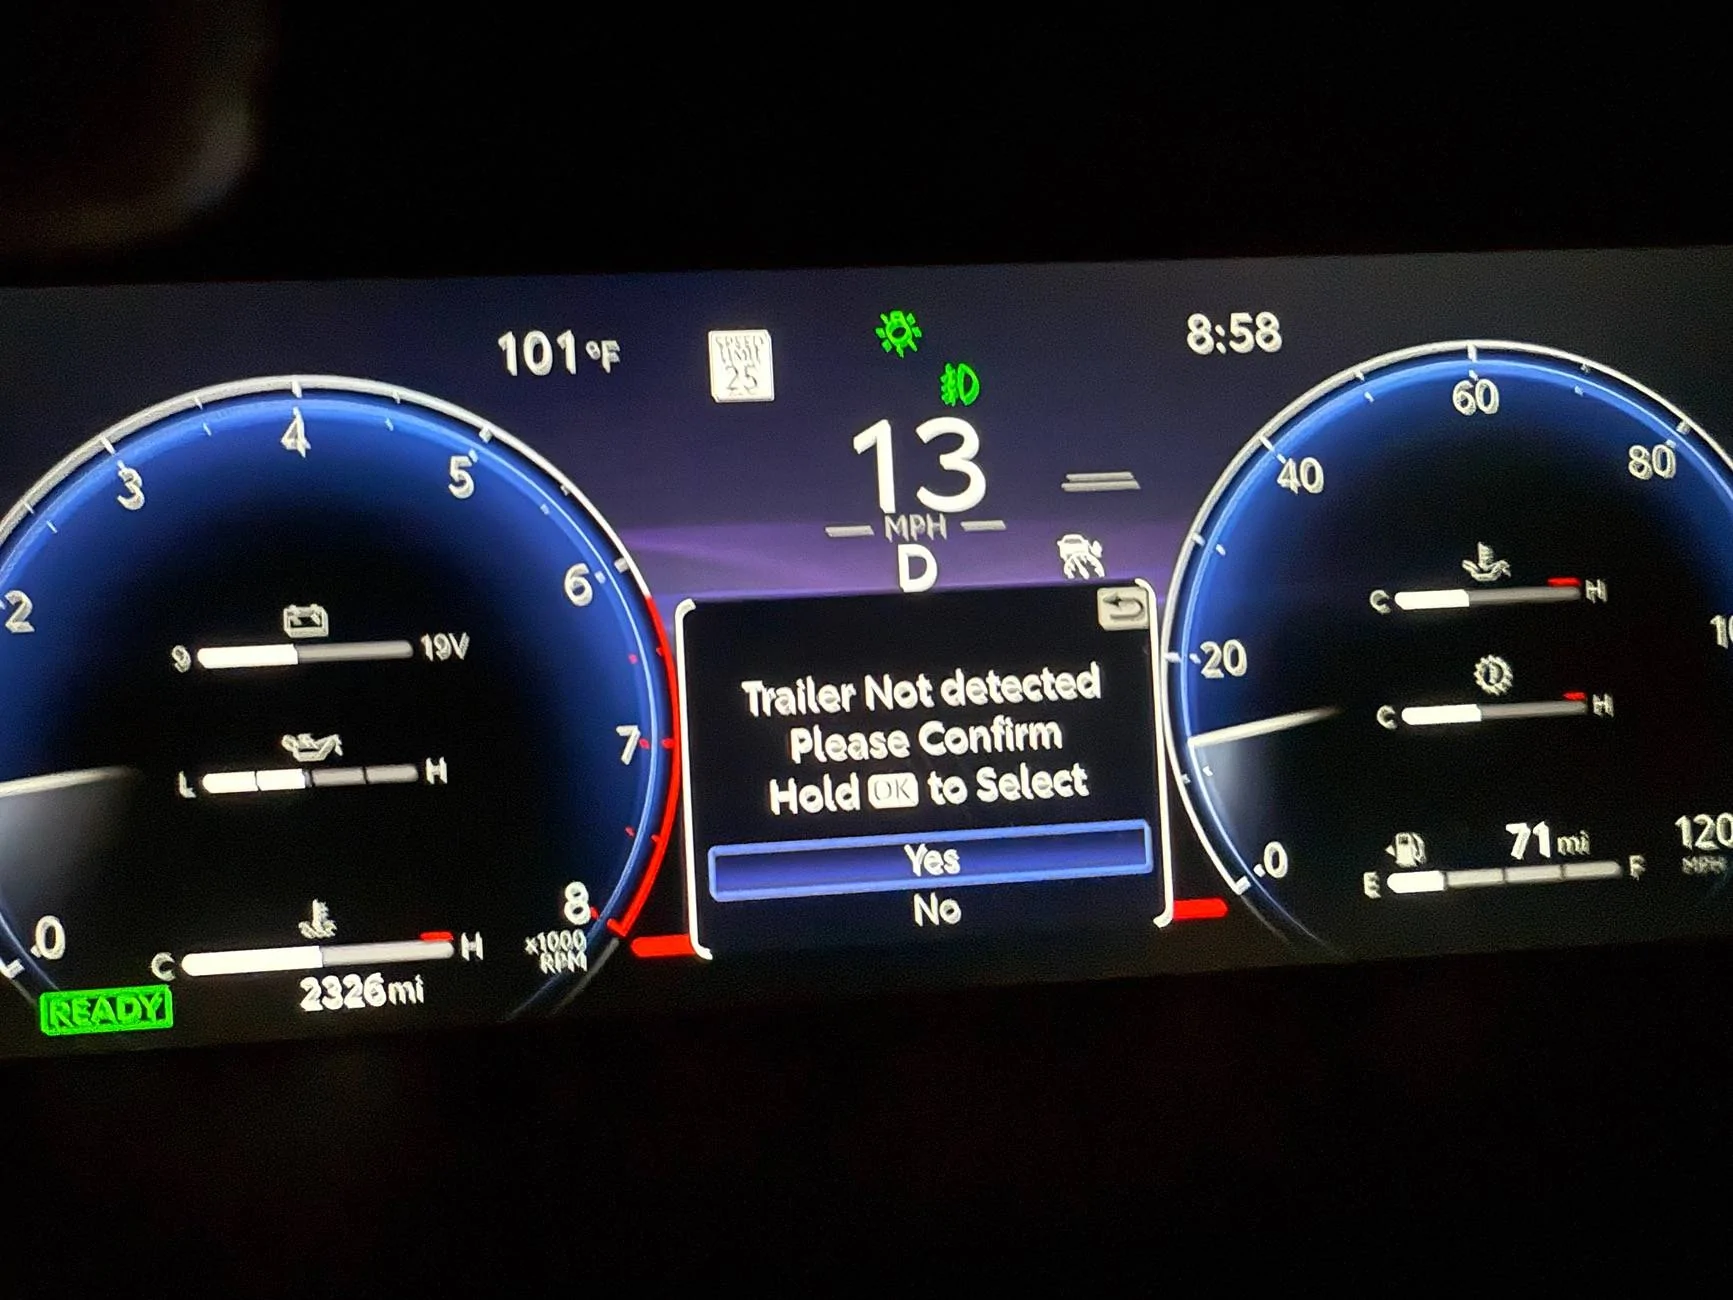 101°F
SPEED
LIMIT
25
8:58
13
MPH
D
2
3
4
5
6
7
8
0
x1000
RPM
9
19V
L
H
C
H
READY
2326mi
Trailer Not detected
Please Confirm
Hold OK to Select
Yes
No
0
20
40
60
80
10
120
MPH
C
H
C
H
71mi
E
F